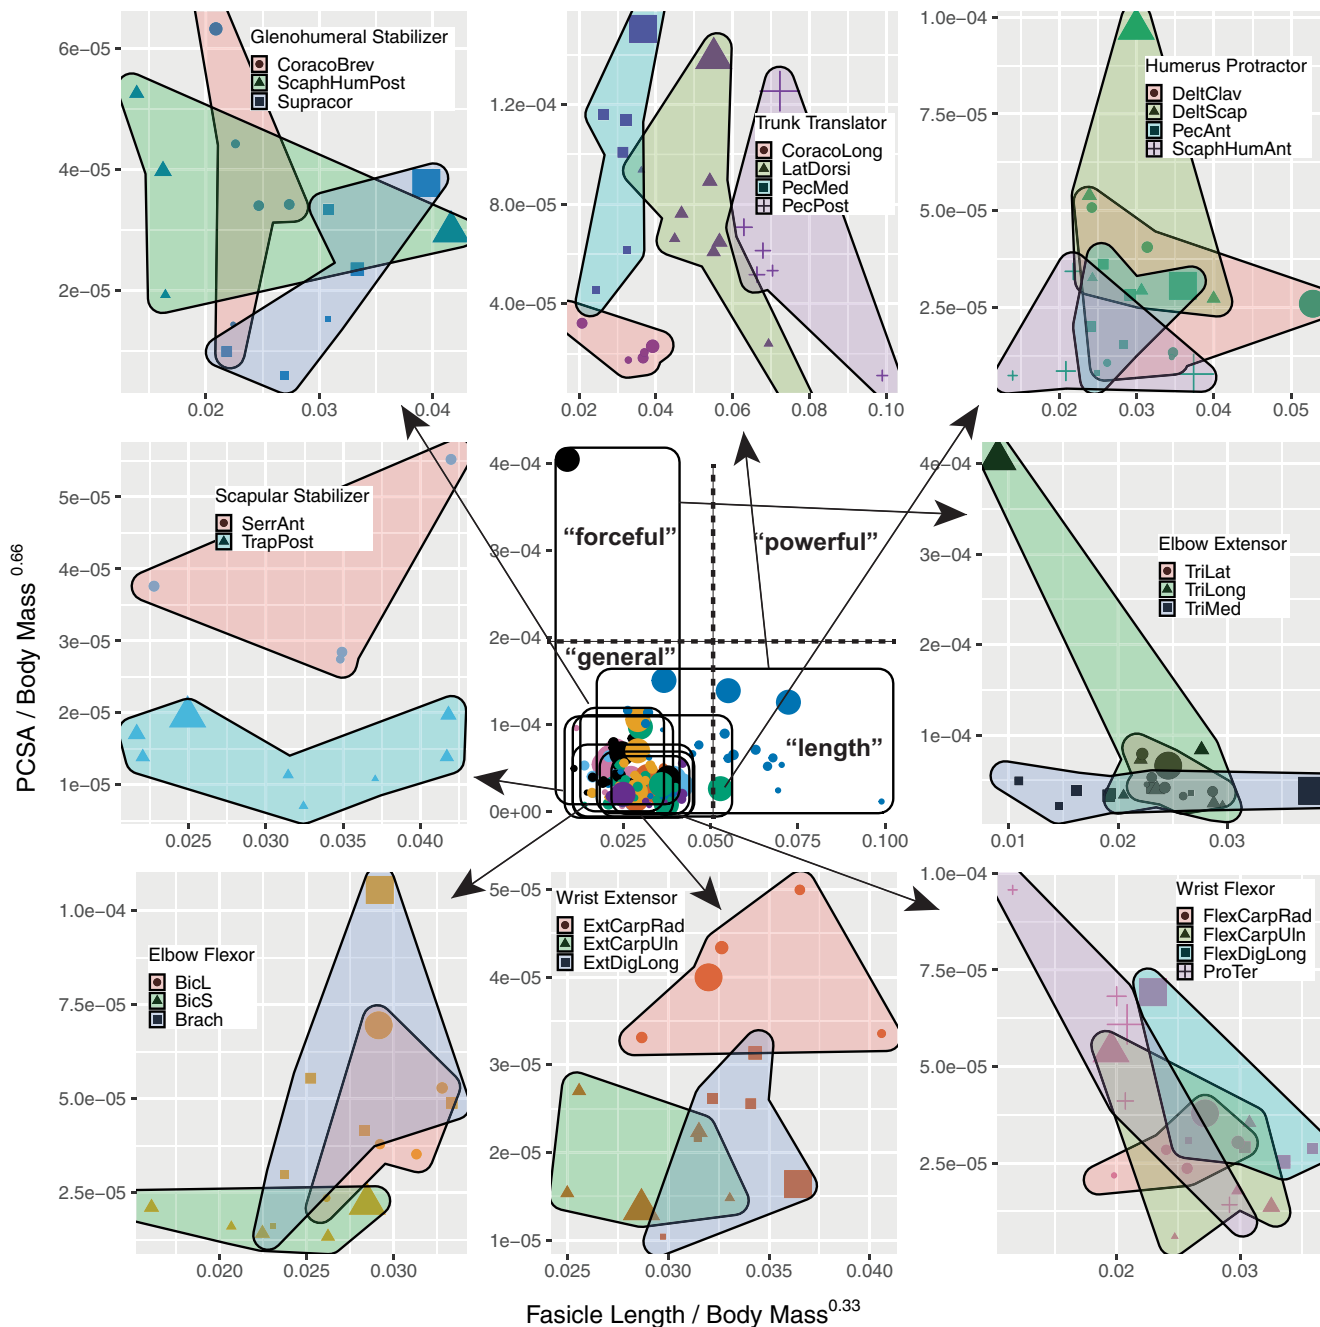 Glenohumeral Stabilizer
CoracoBrev
ScaphHumPost
Supracor
6e-05
4e-05
2e-05
0.02 0.03 0.04
Trunk Translator
CoracoLong
LatDorsi
PecMed
PecPost
1.2e-04
8.0e-05
4.0e-05
0.02 0.04 0.06 0.08 0.10
Humerus Protractor
DeltClav
DeltScap
PecAnt
ScaphHumAnt
1.0e-04
7.5e-05
5.0e-05
2.5e-05
0.02 0.03 0.04 0.05
Scapular Stabilizer
SerrAnt
TrapPost
5e-05
4e-05
3e-05
2e-05
1e-05
0.025 0.030 0.035 0.040
"forceful"
"powerful"
"general"
"length"
4e-04
3e-04
2e-04
1e-04
0e+00
0.025 0.050 0.075 0.100
Elbow Extensor
TriLat
TriLong
TriMed
4e-04
3e-04
2e-04
1e-04
0.01 0.02 0.03
Elbow Flexor
BicL
BicS
Brach
1.0e-04
7.5e-05
5.0e-05
2.5e-05
0.020 0.025 0.030
Wrist Extensor
ExtCarpRad
ExtCarpUln
ExtDigLong
5e-05
4e-05
3e-05
2e-05
1e-05
0.025 0.030 0.035 0.040
Wrist Flexor
FlexCarpRad
FlexCarpUln
FlexDigLong
ProTer
1.0e-04
7.5e-05
5.0e-05
2.5e-05
0.02 0.03
PCSA / Body Mass 0.66
Fasicle Length / Body Mass 0.33